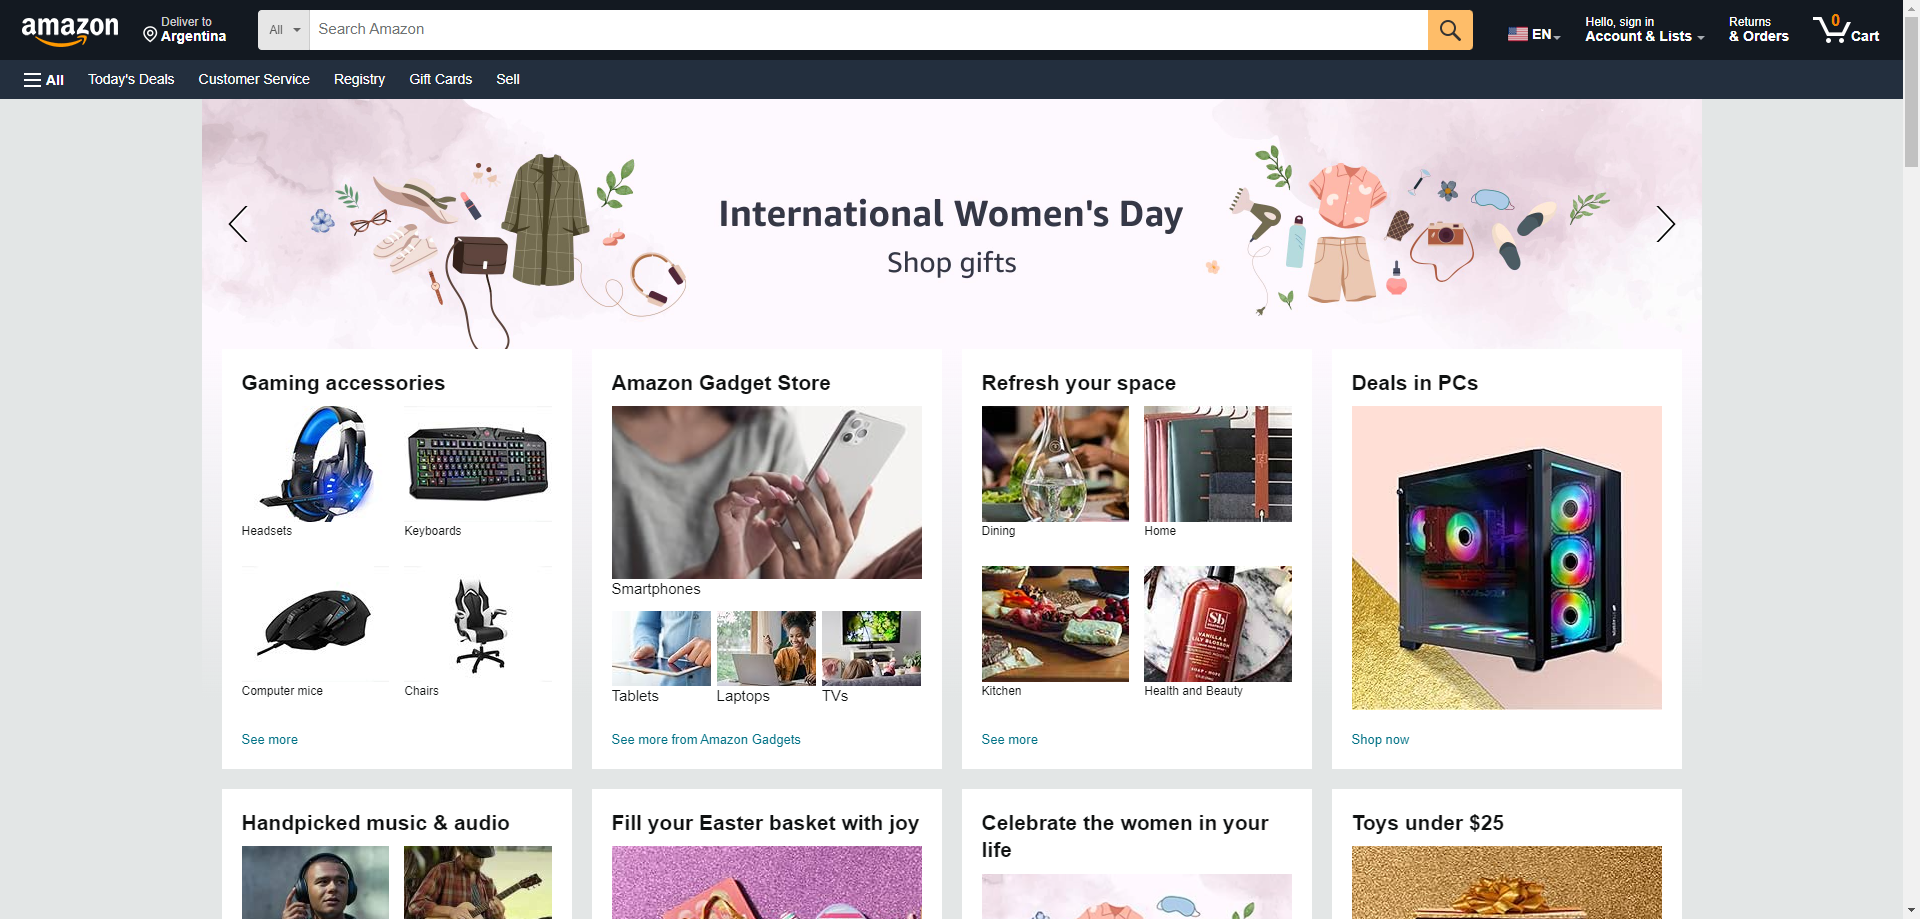 amazon
Deliver to
Argentina
All
Search Amazon
EN
Hello, sign in
Account & Lists
Returns
& Orders
0
Cart
All
Today's Deals
Customer Service
Registry
Gift Cards
Sell
International Women's Day
Shop gifts
Gaming accessories
Headsets
Keyboards
Computer mice
Chairs
See more
Amazon Gadget Store
Smartphones
Tablets
Laptops
TVs
See more from Amazon Gadgets
Refresh your space
Dining
Home
Kitchen
Sb
VANILLA &
LILY BLOSSOM
Health and Beauty
See more
Deals in PCs
Shop now
Handpicked music & audio
Fill your Easter basket with joy
Celebrate the women in your
life
Toys under $25